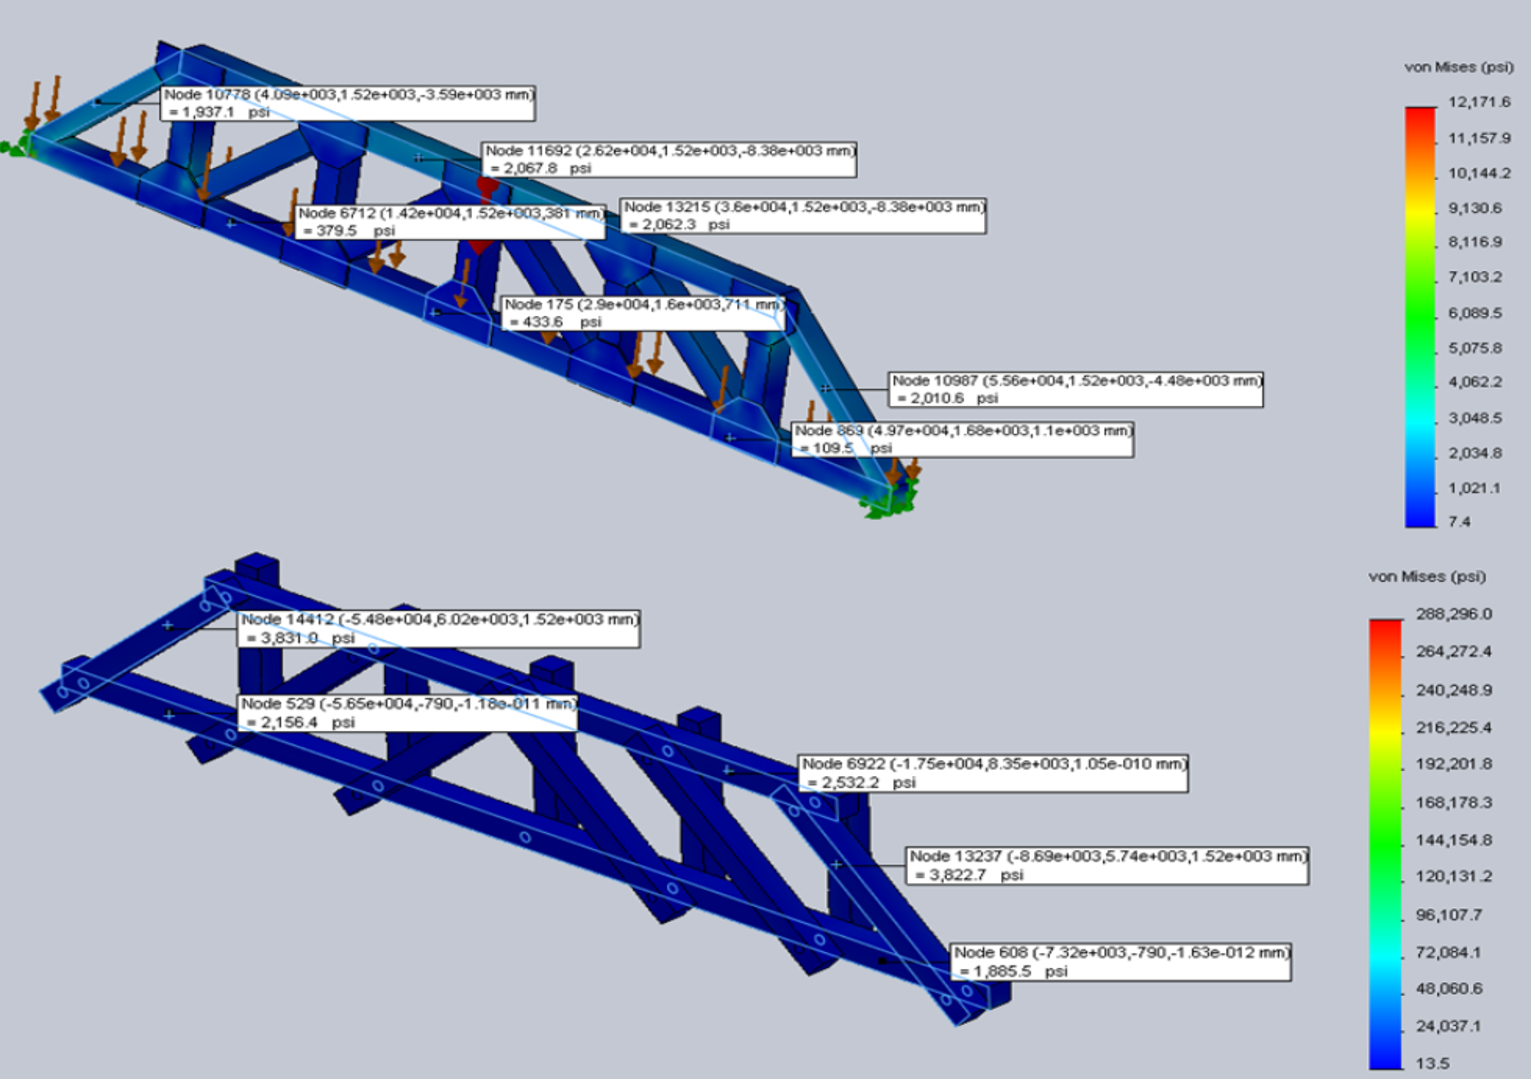 von Mises (psi)
12,171.6
11,157.9
10,144.2
9,130.6
8,116.9
7,103.2
6,089.5
5,075.8
4,062.2
3,048.5
2,034.8
1,021.1
7.4
Node 10778 (4.09e+003,1.52e+003,-3.59e+003 mm)
= 1,937.1 psi
Node 11692 (2.62e+004,1.52e+003,-8.38e+003 mm)
= 2,067.8 psi
Node 6712 (1.42e+004,1.52e+003,381 mm)
= 379.5 psi
Node 13215 (3.6e+004,1.52e+003,-8.38e+003 mm)
= 2,062.3 psi
Node 175 (2.9e+004,1.6e+003,711 mm)
= 433.6 psi
Node 10987 (5.56e+004,1.52e+003,-4.48e+003 mm)
= 2,010.6 psi
Node 869 (4.97e+004,1.68e+003,1.1e+003 mm)
= 109.5 psi
von Mises (psi)
288,296.0
264,272.4
240,248.9
216,225.4
192,201.8
168,178.3
144,154.8
120,131.2
96,107.7
72,084.1
48,060.6
24,037.1
13.5
Node 14412 (-5.48e+004,6.02e+003,1.52e+003 mm)
= 3,831.0 psi
Node 529 (-5.65e+004,-790,-1.18e-011 mm)
= 2,156.4 psi
Node 6922 (-1.75e+004,8.35e+003,1.05e-010 mm)
= 2,532.2 psi
Node 13237 (-8.69e+003,5.74e+003,1.52e+003 mm)
= 3,822.7 psi
Node 608 (-7.32e+003,-790,-1.63e-012 mm)
= 1,885.5 psi